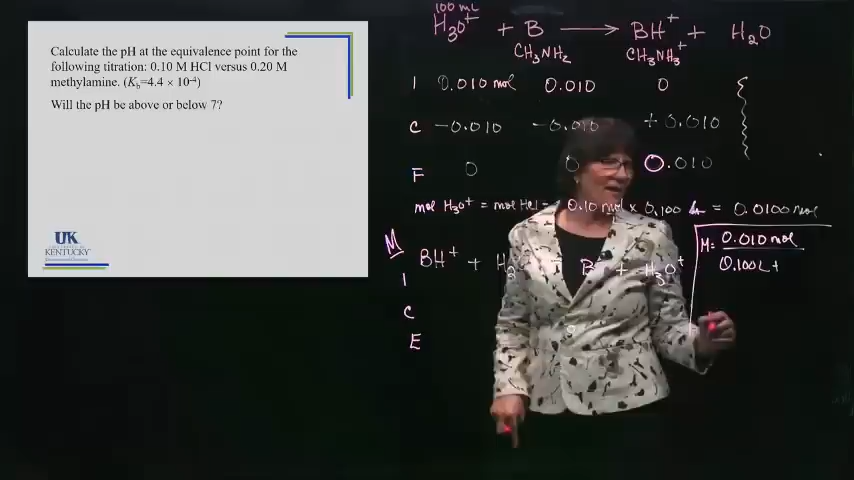 Calculate the pH at the equivalence point for the
following titration: 0.10 M HCl versus 0.20 M
methylamine. (Kb=4.4 × 10⁻⁴)
Will the pH be above or below 7?
UK
KENTUCKY
100 mL
H₃O⁺ + B → BH⁺ + H₂O
CH₃NH₂ CH₃NH₃⁺
I 0.010 mol 0.010 0
C -0.010 -0.010 +0.010
F 0 0 0.010
mol H₃O⁺ = mol HCl = 0.10 mol x 0.100 L = 0.0100 mol
M
BH⁺ + H₂ B + H₃O⁺
I
C
E
M = 0.010 mol
0.100L +